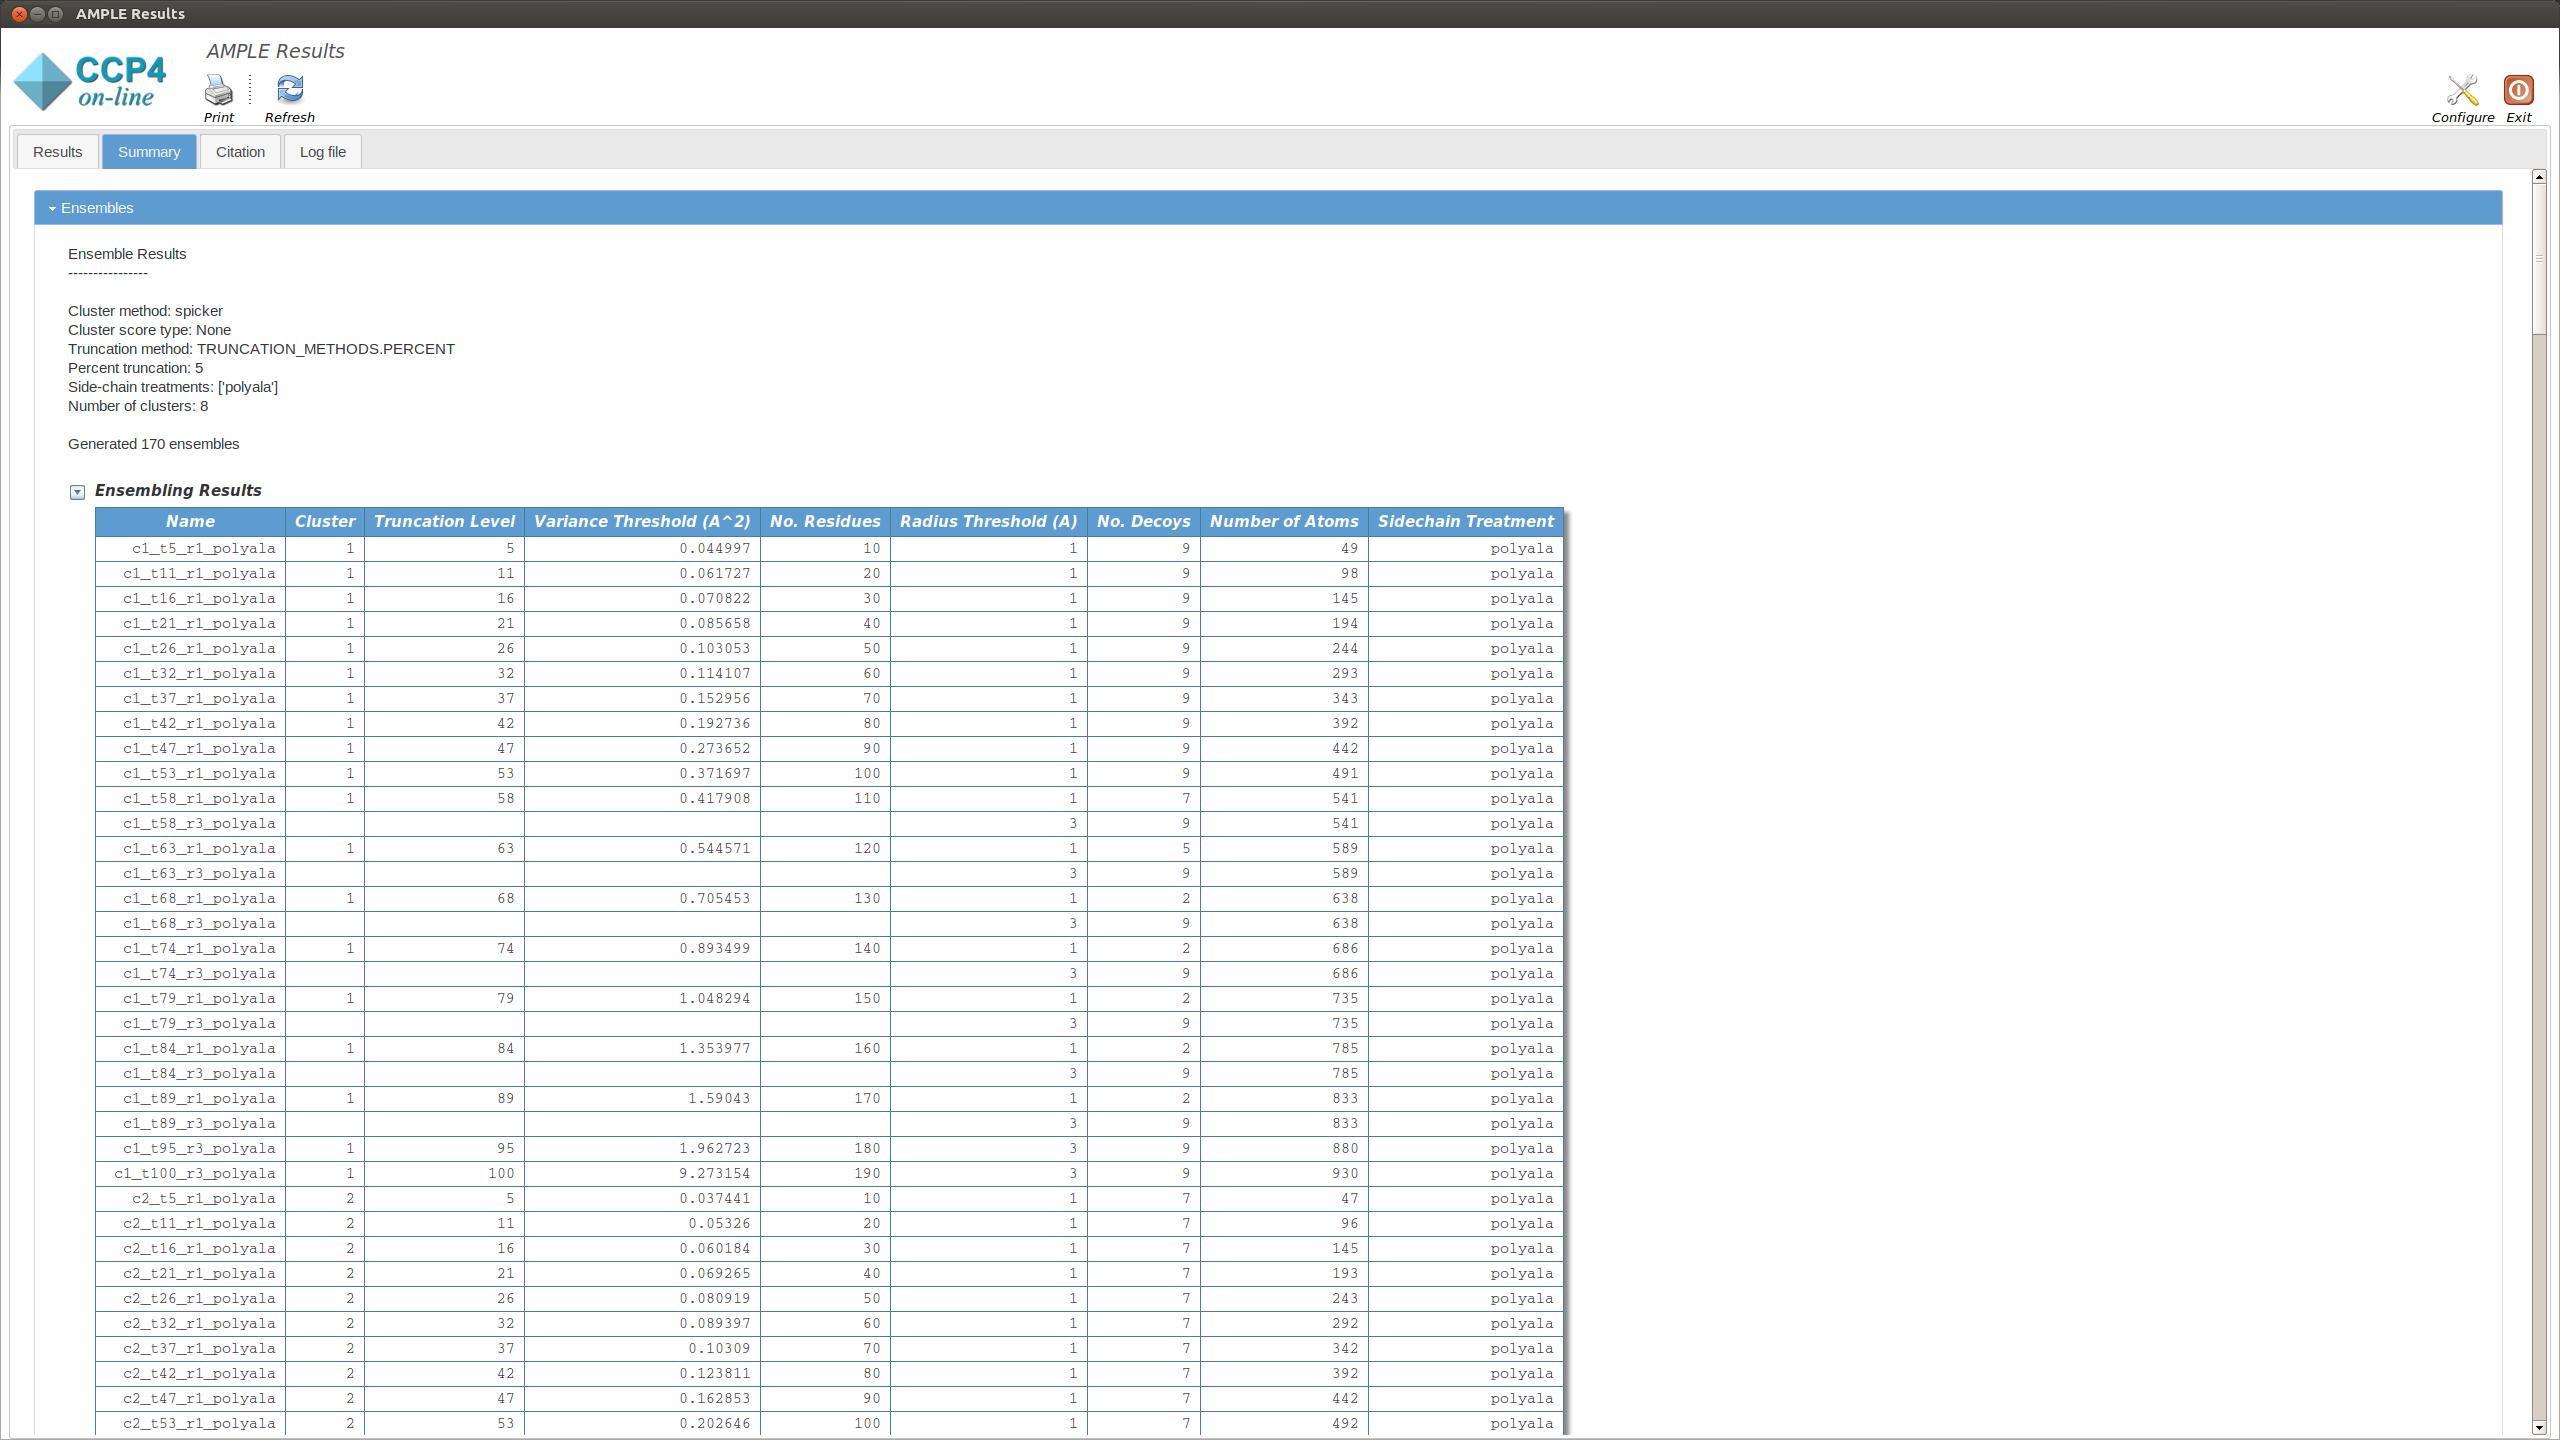 AMPLE Results
CCP4
on-line
AMPLE Results
Print
Refresh
Configure
Exit
Results
Summary
Citation
Log file
Ensembles
Ensemble Results
----------------
Cluster method: spicker
Cluster score type: None
Truncation method: TRUNCATION_METHODS.PERCENT
Percent truncation: 5
Side-chain treatments: ['polyala']
Number of clusters: 8
Generated 170 ensembles
Ensembling Results
Name Cluster Truncation Level Variance Threshold (A^2) No. Residues Radius Threshold (A) No. Decoys Number of Atoms Sidechain Treatment
c1_t5_r1_polyala 1 5 0.044997 10 1 9 49 polyala
c1_t11_r1_polyala 1 11 0.061727 20 1 9 98 polyala
c1_t16_r1_polyala 1 16 0.070822 30 1 9 145 polyala
c1_t21_r1_polyala 1 21 0.085658 40 1 9 194 polyala
c1_t26_r1_polyala 1 26 0.103053 50 1 9 244 polyala
c1_t32_r1_polyala 1 32 0.114107 60 1 9 293 polyala
c1_t37_r1_polyala 1 37 0.152956 70 1 9 343 polyala
c1_t42_r1_polyala 1 42 0.192736 80 1 9 392 polyala
c1_t47_r1_polyala 1 47 0.273652 90 1 9 442 polyala
c1_t53_r1_polyala 1 53 0.371697 100 1 9 491 polyala
c1_t58_r1_polyala 1 58 0.417908 110 1 7 541 polyala
c1_t58_r3_polyala 3 9 541 polyala
c1_t63_r1_polyala 1 63 0.544571 120 1 5 589 polyala
c1_t63_r3_polyala 3 9 589 polyala
c1_t68_r1_polyala 1 68 0.705453 130 1 2 638 polyala
c1_t68_r3_polyala 3 9 638 polyala
c1_t74_r1_polyala 1 74 0.893499 140 1 2 686 polyala
c1_t74_r3_polyala 3 9 686 polyala
c1_t79_r1_polyala 1 79 1.048294 150 1 2 735 polyala
c1_t79_r3_polyala 3 9 735 polyala
c1_t84_r1_polyala 1 84 1.353977 160 1 2 785 polyala
c1_t84_r3_polyala 3 9 785 polyala
c1_t89_r1_polyala 1 89 1.59043 170 1 2 833 polyala
c1_t89_r3_polyala 3 9 833 polyala
c1_t95_r3_polyala 1 95 1.962723 180 3 9 880 polyala
c1_t100_r3_polyala 1 100 9.273154 190 3 9 930 polyala
c2_t5_r1_polyala 2 5 0.037441 10 1 7 47 polyala
c2_t11_r1_polyala 2 11 0.05326 20 1 7 96 polyala
c2_t16_r1_polyala 2 16 0.060184 30 1 7 145 polyala
c2_t21_r1_polyala 2 21 0.069265 40 1 7 193 polyala
c2_t26_r1_polyala 2 26 0.080919 50 1 7 243 polyala
c2_t32_r1_polyala 2 32 0.089397 60 1 7 292 polyala
c2_t37_r1_polyala 2 37 0.10309 70 1 7 342 polyala
c2_t42_r1_polyala 2 42 0.123811 80 1 7 392 polyala
c2_t47_r1_polyala 2 47 0.162853 90 1 7 442 polyala
c2_t53_r1_polyala 2 53 0.202646 100 1 7 492 polyala